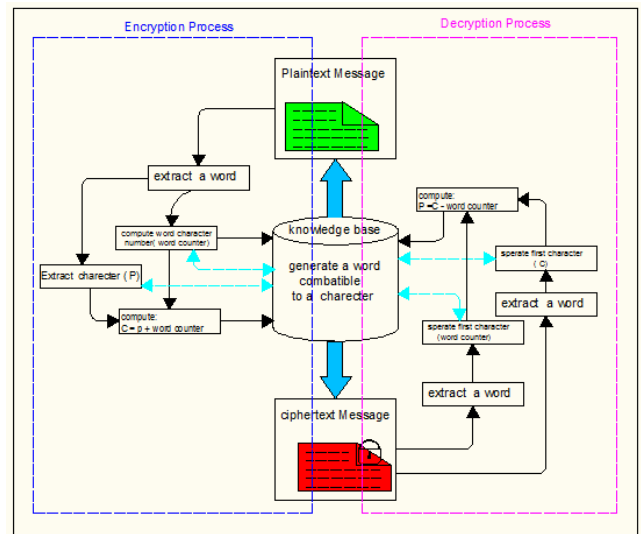 Encryption Process
Decryption Process
Plaintext Message
extract a word
compute word character
number( word counter)
Extract charecter ( P )
compute:
C = p + word counter
knowledge base
generate a word
combatible
to a charecter
compute:
P =C - word counter
sperate first character
( C )
extract a word
sperate first character
(word counter)
extract a word
ciphertext Message